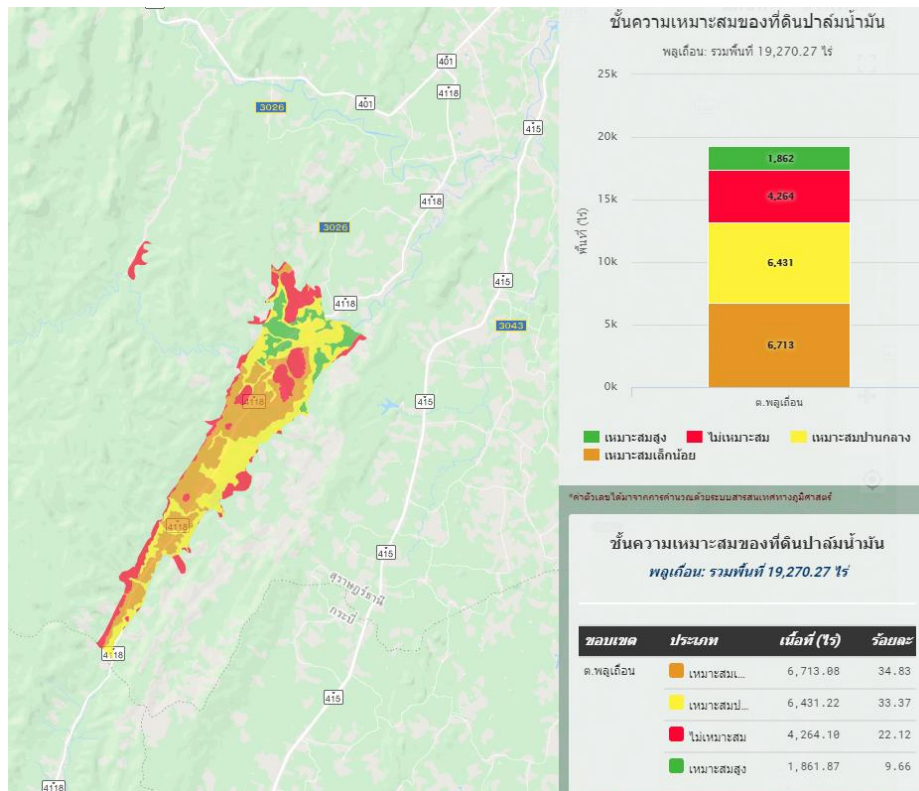 401
4118
401
3026
415
4118
3026
415
4118
3043
4118
415
4118
415
สุราษฎร์ธานี
กระบี่
4118
415
4118
ชั้นความเหมาะสมของที่ดินปาล์มน้ำมัน
พลูเถื่อน: รวมพื้นที่ 19,270.27 ไร่
25k
20k
15k
10k
5k
0k
พื้นที่ (ไร่)
1,862
4,264
6,431
6,713
ต.พลูเถื่อน
เหมาะสมสูง ไม่เหมาะสม เหมาะสมปานกลาง
เหมาะสมเล็กน้อย
*ค่าตัวเลขได้มาจากการคำนวณด้วยระบบสารสนเทศทางภูมิศาสตร์
ชั้นความเหมาะสมของที่ดินปาล์มน้ำมัน
พลูเถื่อน: รวมพื้นที่ 19,270.27 ไร่
ขอบเขต ประเภท เนื้อที่ (ไร่) ร้อยละ
ต.พลูเถื่อน เหมาะสมเ... 6,713.08 34.83
เหมาะสมป... 6,431.22 33.37
ไม่เหมาะสม 4,264.10 22.12
เหมาะสมสูง 1,861.87 9.66